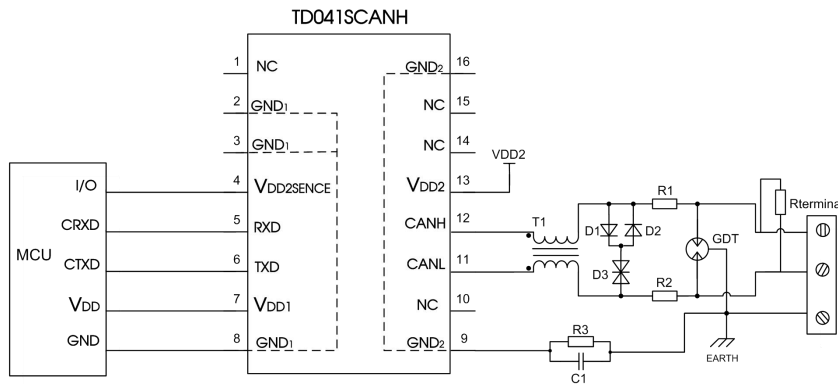 TD041SCANH
1 NC
2 GND1
3 GND1
4 VDD2SENCE
5 RXD
6 TXD
7 VDD1
8 GND1
GND2 16
NC 15
NC 14
VDD2 13
CANH 12
CANL 11
NC 10
GND2 9
MCU
I/O
CRXD
CTXD
VDD
GND
VDD2
T1
D1
D2
D3
R1
R2
GDT
Rtermina
R3
C1
EARTH